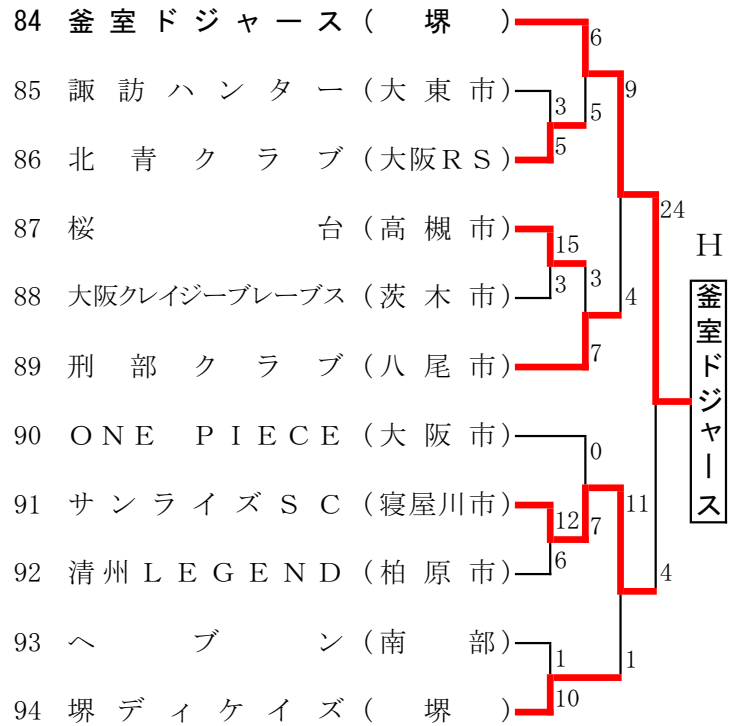 84 釜室ドジャース(堺)
85 諏訪ハンター(大東市)
86 北青クラブ(大阪RS)
87 桜台(高槻市)
88 大阪クレイジーブレーブス(茨木市)
89 刑部クラブ(八尾市)
90 ONE PIECE(大阪市)
91 サンライズSC(寝屋川市)
92 清州LEGEND(柏原市)
93 ヘブン(南部)
94 堺ディケイズ(堺)
6
5
3
5
9
15
3
3
7
4
24
0
7
12
6
11
1
10
1
4
H
釜室ドジャース